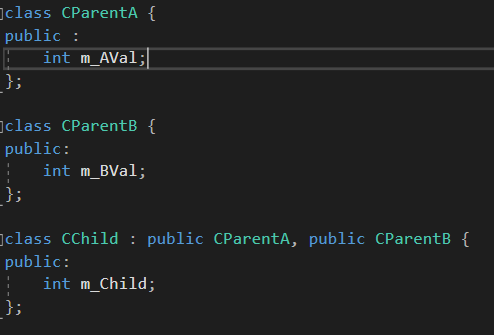 class CParentA {
public :
    int m_AVal;
};
class CParentB {
public:
    int m_BVal;
};
class CChild : public CParentA, public CParentB {
public:
    int m_Child;
};